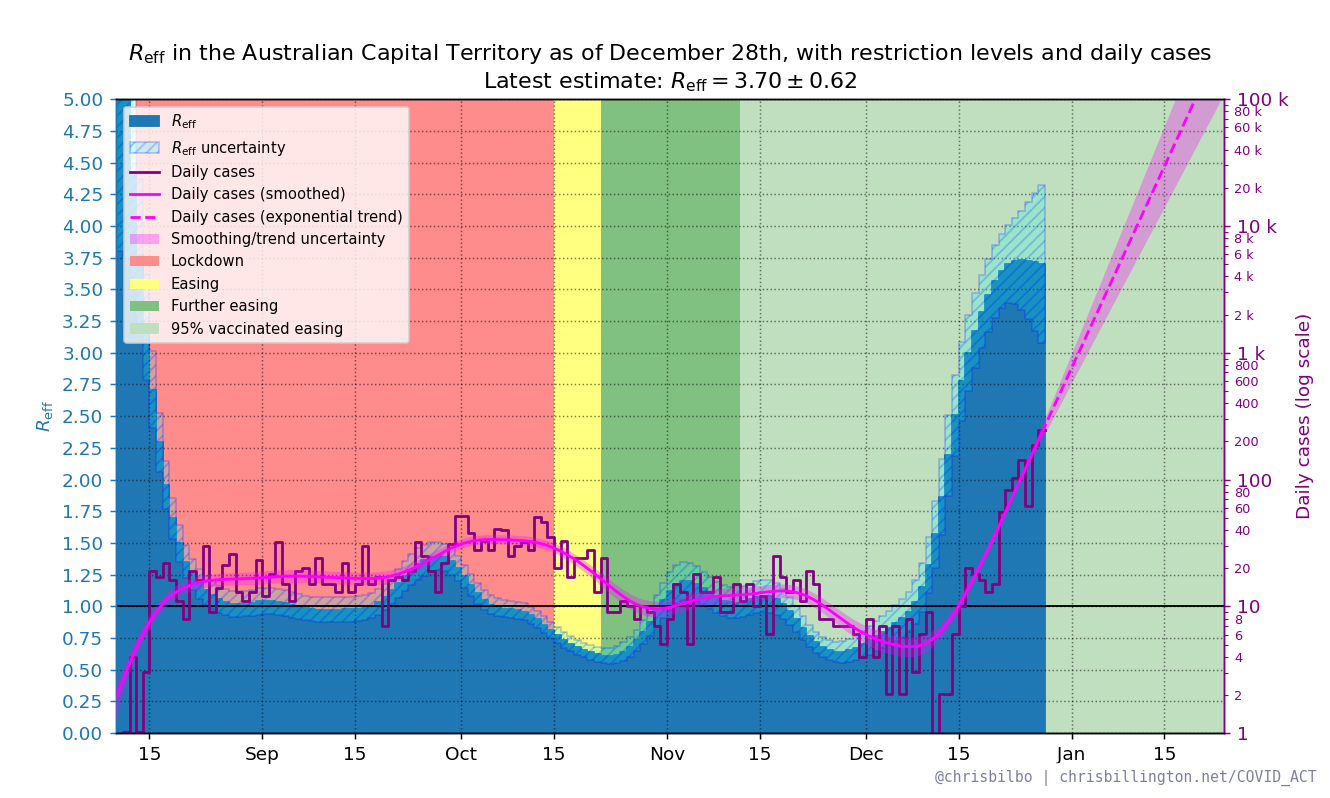 R_eff in the Australian Capital Territory as of December 28th, with restriction levels and daily cases
Latest estimate: R_eff = 3.70 ± 0.62
R_eff
R_eff uncertainty
Daily cases
Daily cases (smoothed)
Daily cases (exponential trend)
Smoothing/trend uncertainty
Lockdown
Easing
Further easing
95% vaccinated easing
R_eff
5.00
4.75
4.50
4.25
4.00
3.75
3.50
3.25
3.00
2.75
2.50
2.25
2.00
1.75
1.50
1.25
1.00
0.75
0.50
0.25
0.00
100 k
80 k
60 k
40 k
20 k
10 k
8 k
6 k
4 k
2 k
1 k
800
600
400
200
100
80
60
40
20
10
8
6
4
2
1
Daily cases (log scale)
15 Sep 15 Oct 15 Nov 15 Dec 15 Jan 15
@chrisbilbo | chrisbillington.net/COVID_ACT